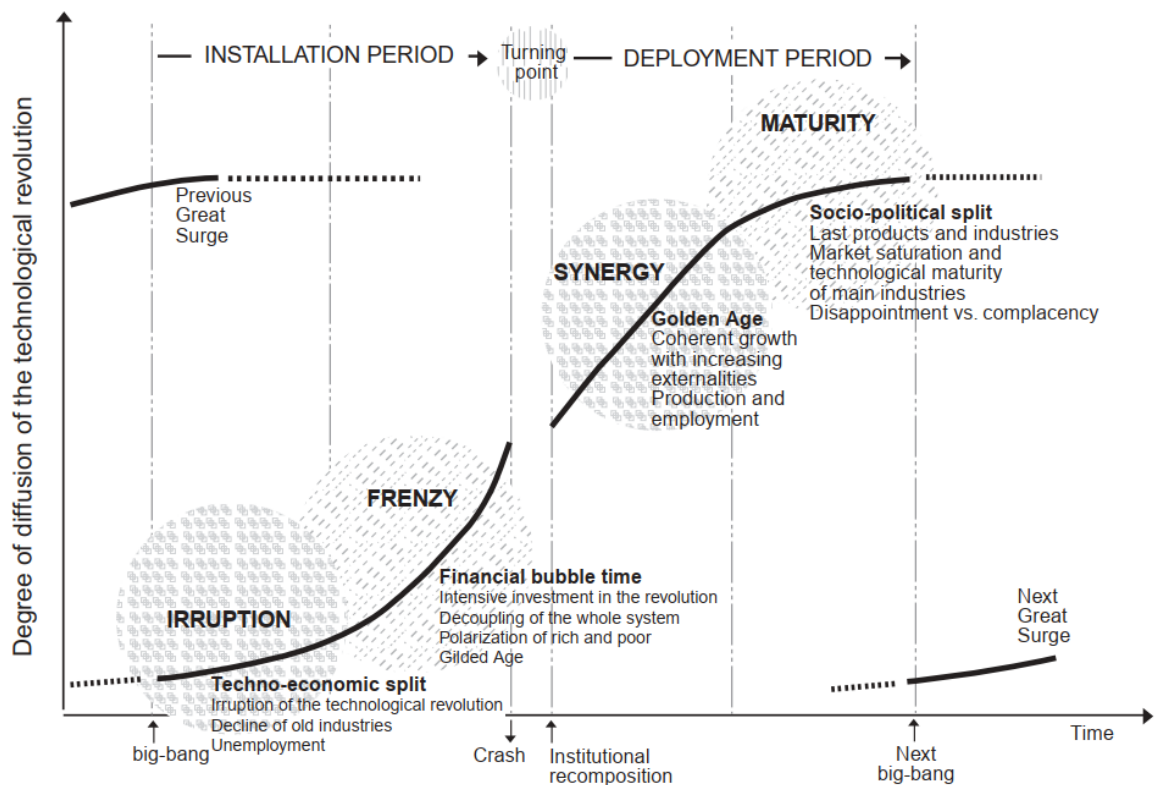 INSTALLATION PERIOD
Turning
point
DEPLOYMENT PERIOD
Degree of diffusion of the technological revolution
Previous
Great
Surge
MATURITY
Socio-political split
Last products and industries
Market saturation and
technological maturity
of main industries
Disappointment vs. complacency
SYNERGY
Golden Age
Coherent growth
with increasing
externalities
Production and
employment
FRENZY
Financial bubble time
Intensive investment in the revolution
Decoupling of the whole system
Polarization of rich and poor
Gilded Age
IRRUPTION
Techno-economic split
Irruption of the technological revolution
Decline of old industries
Unemployment
Next
Great
Surge
Time
big-bang
Crash
Institutional
recomposition
Next
big-bang